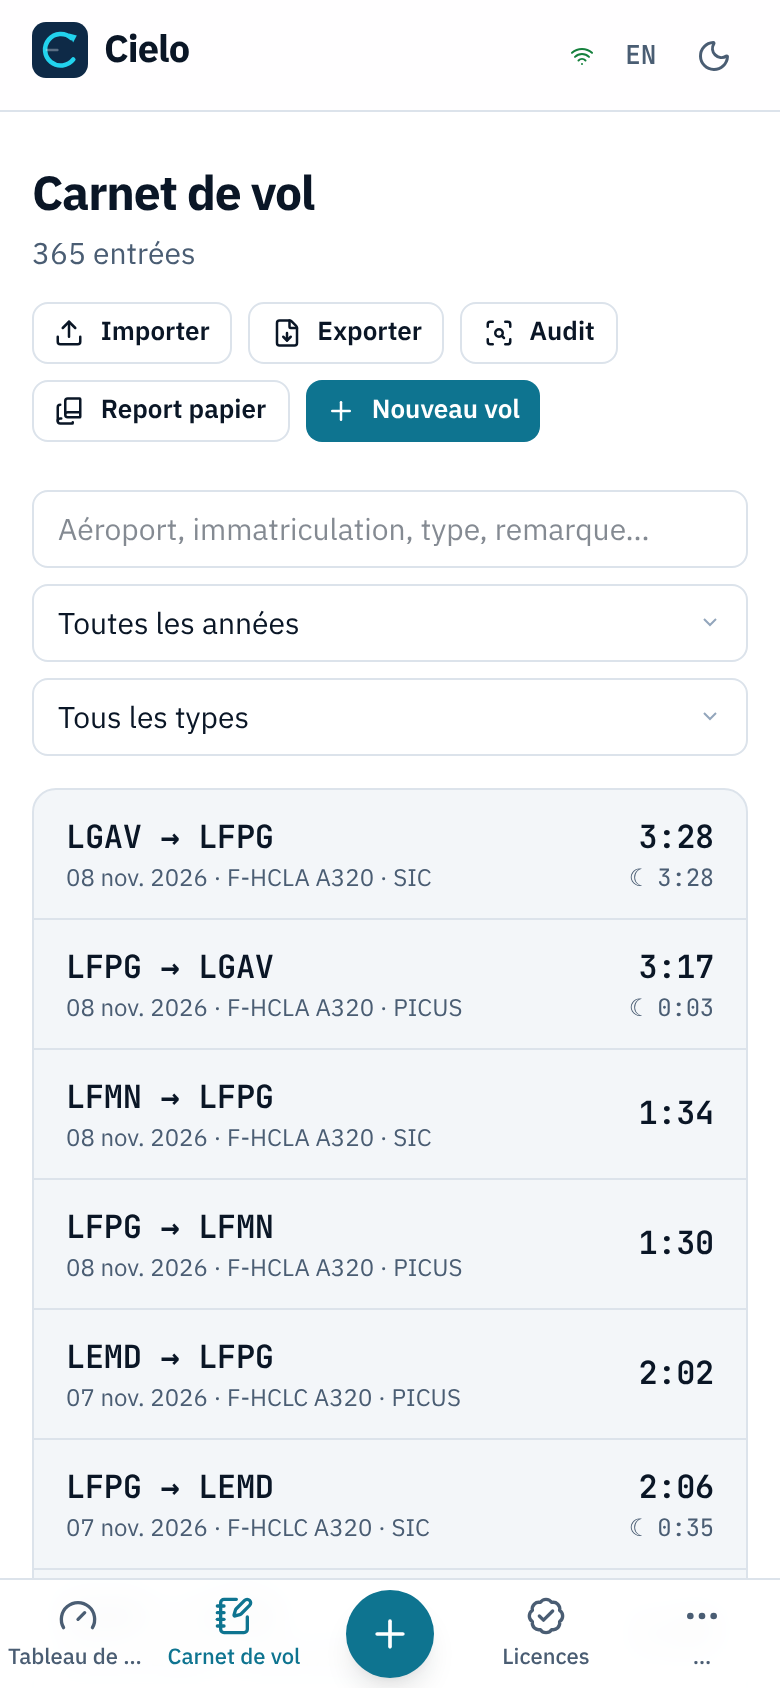 Cielo
EN
Carnet de vol
365 entrées
Importer
Exporter
Audit
Report papier
Nouveau vol
Aéroport, immatriculation, type, remarque...
Toutes les années
Tous les types
LGAV → LFPG
3:28
08 nov. 2026 · F-HCLA A320 · SIC
☾ 3:28
LFPG → LGAV
3:17
08 nov. 2026 · F-HCLA A320 · PICUS
☾ 0:03
LFMN → LFPG
1:34
08 nov. 2026 · F-HCLA A320 · SIC
LFPG → LFMN
1:30
08 nov. 2026 · F-HCLA A320 · PICUS
LEMD → LFPG
2:02
07 nov. 2026 · F-HCLC A320 · PICUS
LFPG → LEMD
2:06
07 nov. 2026 · F-HCLC A320 · SIC
☾ 0:35
Tableau de ...
Carnet de vol
Licences
...